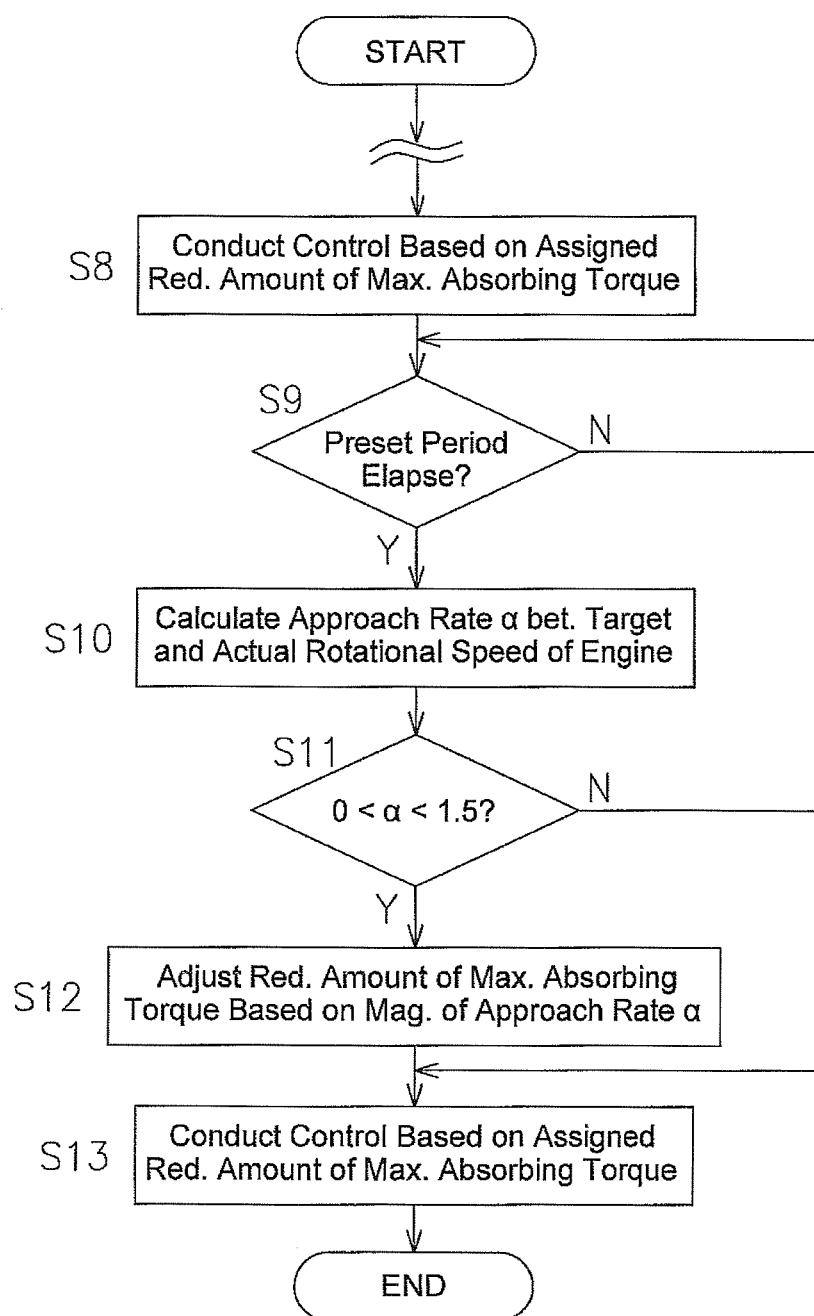 START
S8
Conduct Control Based on Assigned
Red. Amount of Max. Absorbing Torque
S9
Preset Period
Elapse?
N
Y
S10
Calculate Approach Rate α bet. Target
and Actual Rotational Speed of Engine
S11
0 < α < 1.5?
N
Y
S12
Adjust Red. Amount of Max. Absorbing
Torque Based on Mag. of Approach Rate α
S13
Conduct Control Based on Assigned
Red. Amount of Max. Absorbing Torque
END